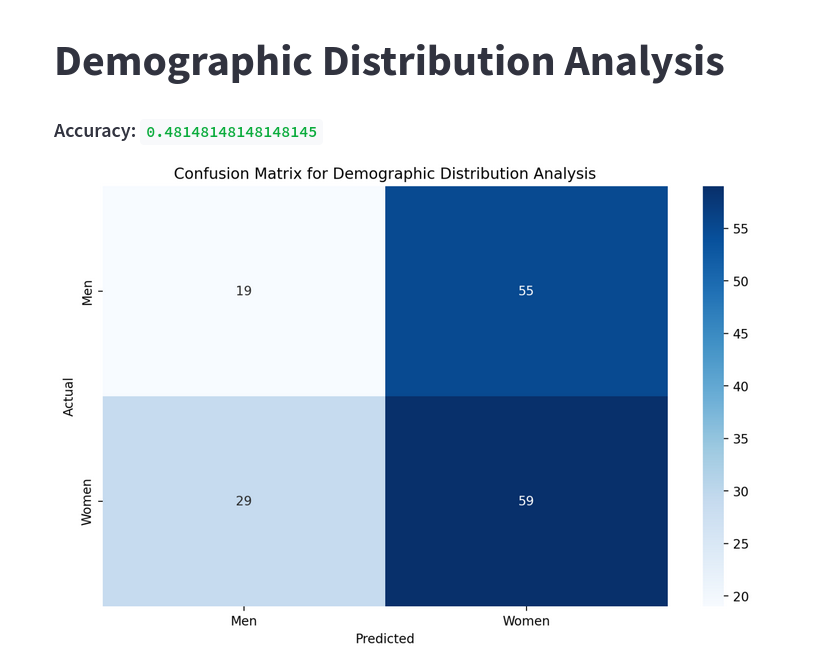 Demographic Distribution Analysis
Accuracy: 0.48148148148148145
Confusion Matrix for Demographic Distribution Analysis
Men
Women
Actual
19
55
29
59
Men
Women
Predicted
55
50
45
40
35
30
25
20